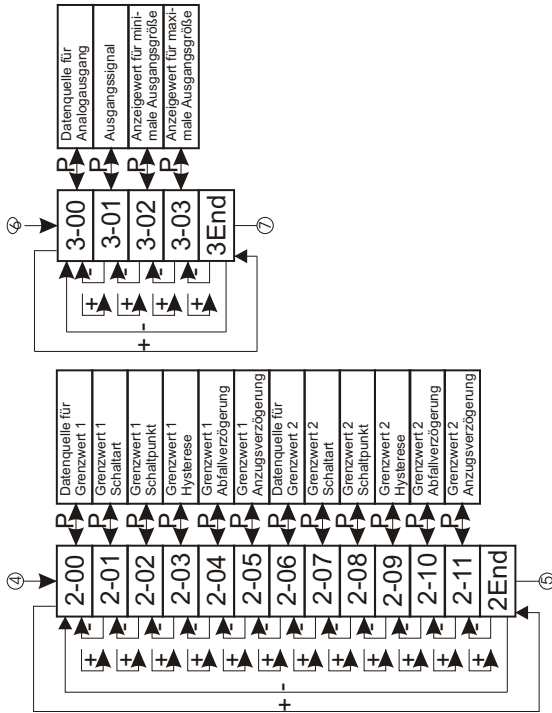 ⑥
3-00
P
Datenquelle für
Analogausgang
3-01
P
Ausgangssignal
3-02
P
Anzeigewert für mini-
male Ausgangsgröße
3-03
P
Anzeigewert für maxi-
male Ausgangsgröße
3End
⑦
+ -
+ -
+ -
+ -
-
+
④
2-00
P
Datenquelle für
Grenzwert 1
2-01
P
Grenzwert 1
Schaltart
2-02
P
Grenzwert 1
Schaltpunkt
2-03
P
Grenzwert 1
Hysterese
2-04
P
Grenzwert 1
Abfallverzögerung
2-05
P
Grenzwert 1
Anzugsverzögerung
2-06
P
Datenquelle für
Grenzwert 2
2-07
P
Grenzwert 2
Schaltart
2-08
P
Grenzwert 2
Schaltpunkt
2-09
P
Grenzwert 2
Hysterese
2-10
P
Grenzwert 2
Abfallverzögerung
2-11
P
Grenzwert 2
Anzugsverzögerung
2End
⑤
+ -
+ -
+ -
+ -
+ -
+ -
+ -
+ -
+ -
+ -
+ -
+ -
-
+